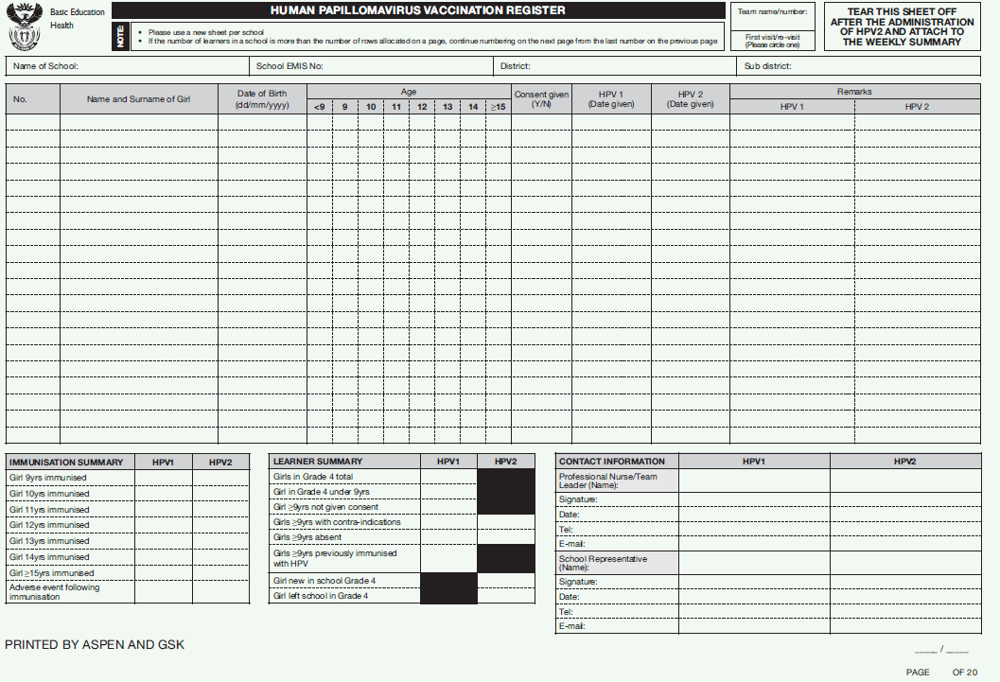 Basic Education
Health
HUMAN PAPILLOMAVIRUS VACCINATION REGISTER
NOTE:
• Please use a new sheet per school
• If the number of learners in a school is more than the number of rows allocated on a page, continue numbering on the next page from the last number on the previous page
Team name/number:
First visit/re-visit
(Please circle one)
TEAR THIS SHEET OFF
AFTER THE ADMINISTRATION
OF HPV2 AND ATTACH TO
THE WEEKLY SUMMARY
Name of School: School EMIS No: District: Sub district:
No. Name and Surname of Girl Date of Birth (dd/mm/yyyy) Age Consent given (Y/N) HPV 1 (Date given) HPV 2 (Date given) Remarks
<9 9 10 11 12 13 14 ≥15 HPV 1 HPV 2
IMMUNISATION SUMMARY HPV1 HPV2
Girl 9yrs immunised
Girl 10yrs immunised
Girl 11yrs immunised
Girl 12yrs immunised
Girl 13yrs immunised
Girl 14yrs immunised
Girl ≥15yrs immunised
Adverse event following
immunisation
LEARNER SUMMARY HPV1 HPV2
Girls in Grade 4 total
Girl in Grade 4 under 9yrs
Girl ≥9yrs not given consent
Girls ≥9yrs with contra-indications
Girls ≥9yrs absent
Girls ≥9yrs previously immunised
with HPV
Girl new in school Grade 4
Girl left school in Grade 4
CONTACT INFORMATION HPV1 HPV2
Professional Nurse/Team
Leader (Name):
Signature:
Date:
Tel:
E-mail:
School Representative
(Name):
Signature:
Date:
Tel:
E-mail:
PRINTED BY ASPEN AND GSK
____ / ____
PAGE OF 20